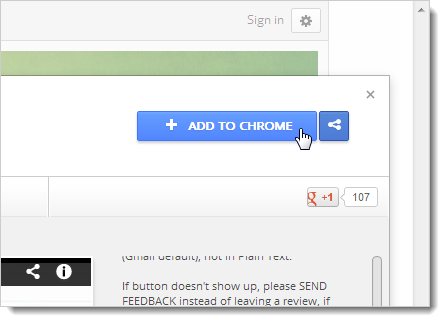 Sign in
ADD TO CHROME
g +1 107
(Gmail default), not in Plain Text.
If button doesn't show up, please SEND
FEEDBACK instead of leaving a review, if